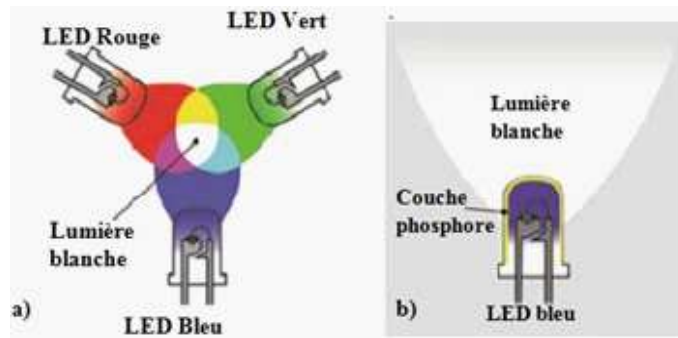 LED Rouge
LED Vert
Lumière
blanche
a)
LED Bleu
Lumière
blanche
Couche
phosphore
b)
LED bleu